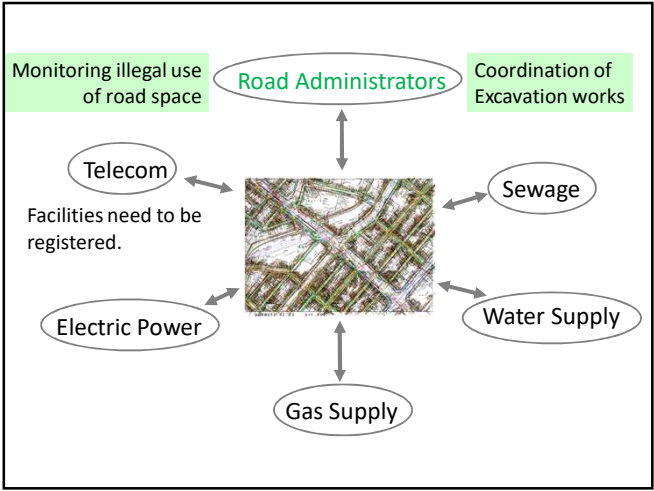 Monitoring illegal use
of road space
Road Administrators
Coordination of
Excavation works
Telecom
Sewage
Facilities need to be
registered.
Electric Power
Water Supply
Gas Supply